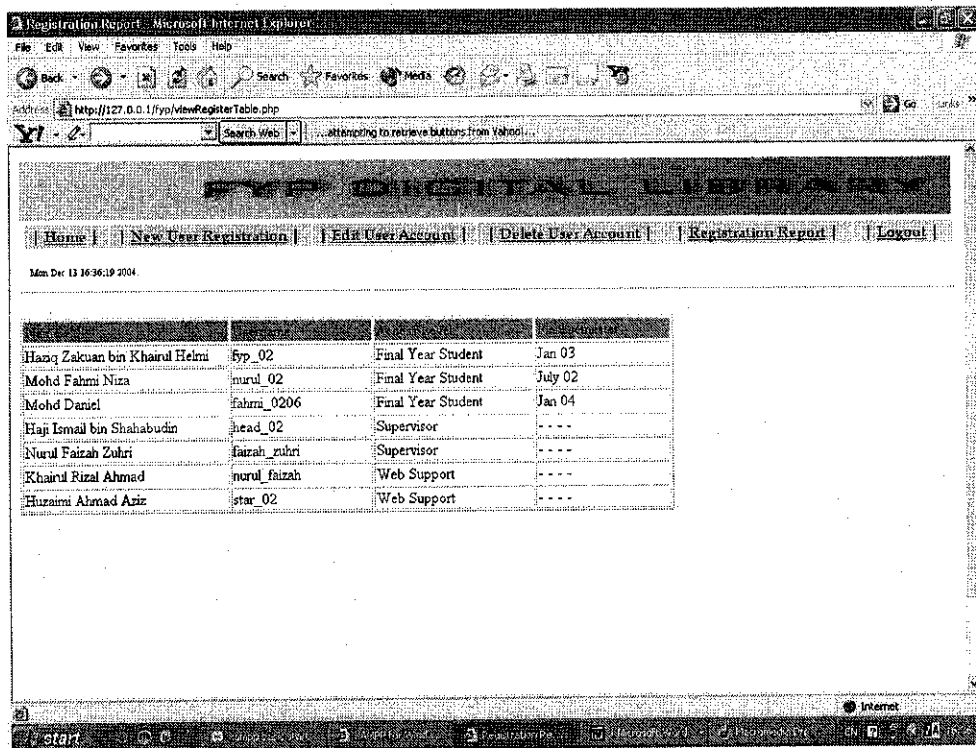 Registration Report - Microsoft Internet Explorer
File Edit View Favorites Tools Help
Back Search Favorites Media
Address http://127.0.0.1/fyp/viewRegisterTable.php Go Links »
Y! Search Web ...attempting to retrieve buttons from Yahoo!...
FYP DIGITAL LIBRARY
| Home | | New User Registration | | Edit User Account | | Delete User Account | | Registration Report | | Logout |
Mon Dec 13 16:36:19 2004.
Haziq Zakuan bin Khairul Helmi fyp_02 Final Year Student Jan 03
Mohd Fahmi Niza nurul_02 Final Year Student July 02
Mohd Daniel fahmi_0206 Final Year Student Jan 04
Haji Ismail bin Shahabudin head_02 Supervisor - - - -
Nurul Faizah Zuhri faizah_zuhri Supervisor - - - -
Khairul Rizal Ahmad nurul_faizah Web Support - - - -
Huzaimi Ahmad Aziz star_02 Web Support - - - -
Internet
start EN